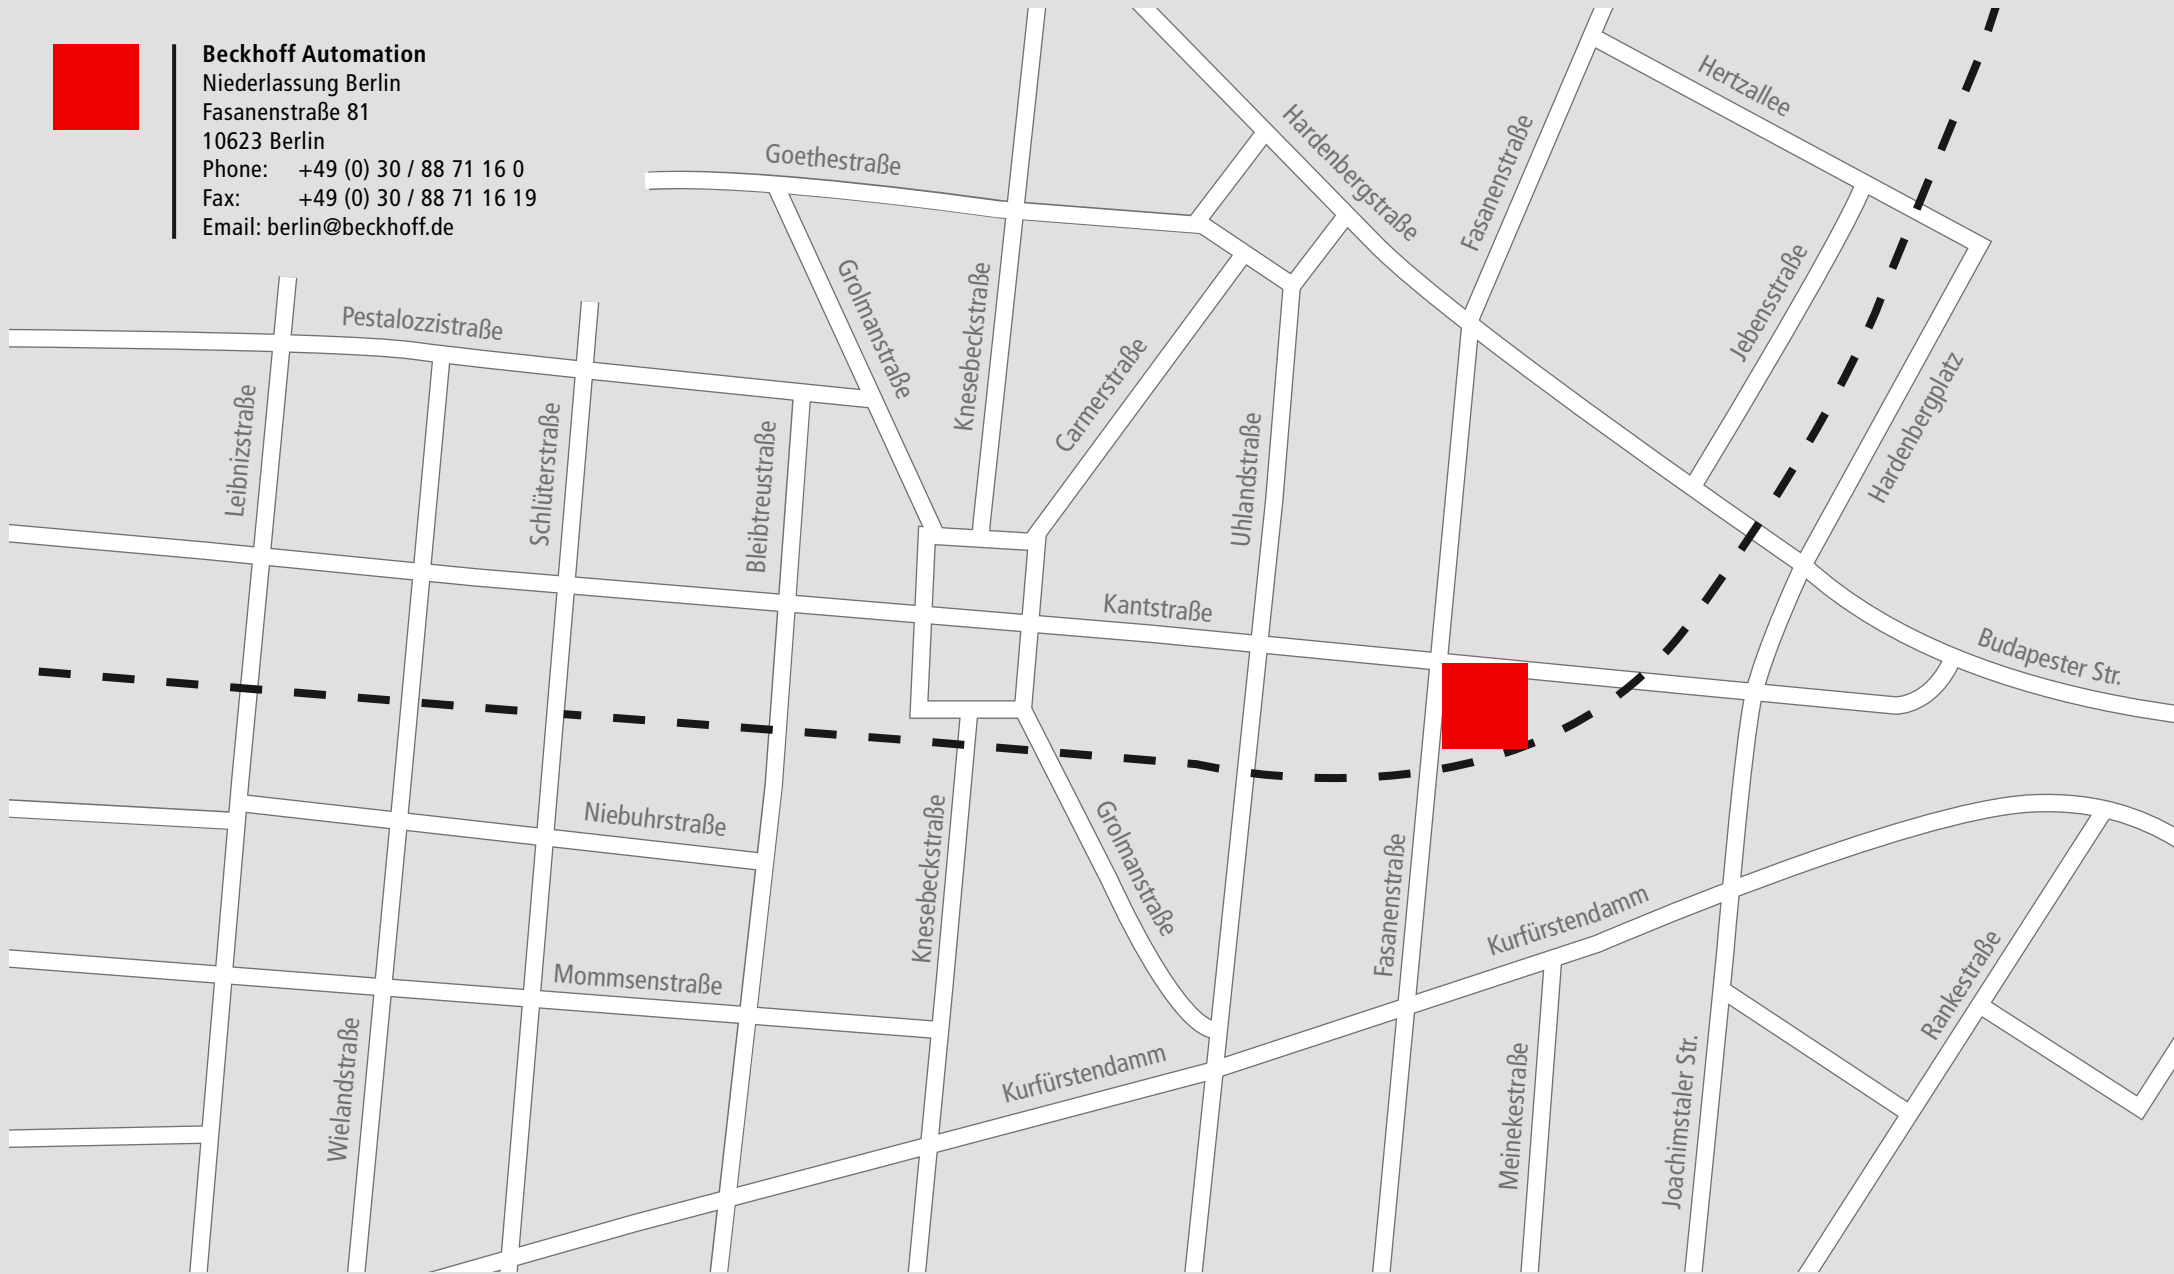 Beckhoff Automation
Niederlassung Berlin
Fasanenstraße 81
10623 Berlin
Phone: +49 (0) 30 / 88 71 16 0
Fax: +49 (0) 30 / 88 71 16 19
Email: berlin@beckhoff.de
Hertzallee
Goethestraße
Hardenbergstraße
Fasanenstraße
Pestalozzistraße
Grolmanstraße
Knesebeckstraße
Carmerstraße
Jebensstraße
Hardenbergplatz
Leibnizstraße
Schlüterstraße
Bleibtreustraße
Uhlandstraße
Kantstraße
Budapester Str.
Niebuhrstraße
Knesebeckstraße
Grolmanstraße
Fasanenstraße
Kurfürstendamm
Mommsenstraße
Rankestraße
Wielandstraße
Kurfürstendamm
Meinekestraße
Joachimstaler Str.